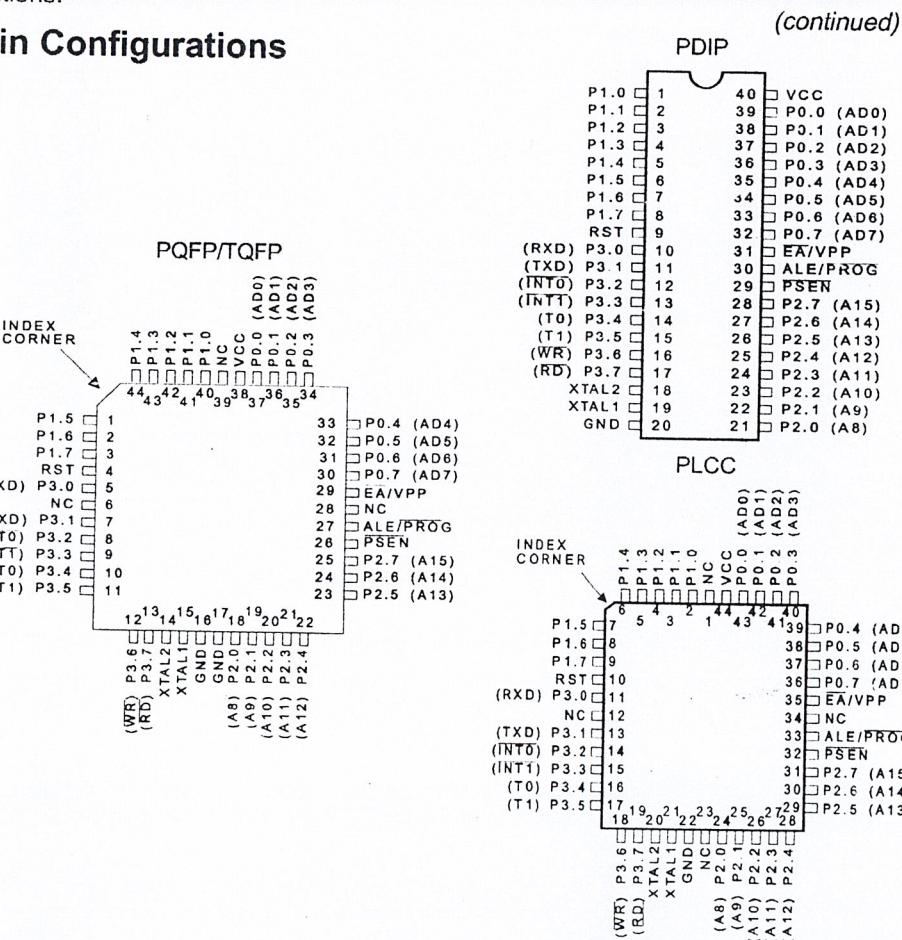 (continued)
in Configurations
PDIP
P1.0 1 40 VCC
P1.1 2 39 P0.0 (AD0)
P1.2 3 38 P0.1 (AD1)
P1.3 4 37 P0.2 (AD2)
P1.4 5 36 P0.3 (AD3)
P1.5 6 35 P0.4 (AD4)
P1.6 7 34 P0.5 (AD5)
P1.7 8 33 P0.6 (AD6)
RST 9 32 P0.7 (AD7)
(RXD) P3.0 10 31 EA/VPP
(TXD) P3.1 11 30 ALE/PROG
(INT0) P3.2 12 29 PSEN
(INT1) P3.3 13 28 P2.7 (A15)
(T0) P3.4 14 27 P2.6 (A14)
(T1) P3.5 15 26 P2.5 (A13)
(WR) P3.6 16 25 P2.4 (A12)
(RD) P3.7 17 24 P2.3 (A11)
XTAL2 18 23 P2.2 (A10)
XTAL1 19 22 P2.1 (A9)
GND 20 21 P2.0 (A8)
PQFP/TQFP
INDEX
CORNER
P1.4 P1.3 P1.2 P1.1 P1.0 NC VCC P0.0 (AD0) P0.1 (AD1) P0.2 (AD2) P0.3 (AD3)
44 43 42 41 40 39 38 37 36 35 34
P1.5 1 33 P0.4 (AD4)
P1.6 2 32 P0.5 (AD5)
P1.7 3 31 P0.6 (AD6)
RST 4 30 P0.7 (AD7)
XD) P3.0 5 29 EA/VPP
NC 6 28 NC
XD) P3.1 7 27 ALE/PROG
T0) P3.2 8 26 PSEN
T1) P3.3 9 25 P2.7 (A15)
T0) P3.4 10 24 P2.6 (A14)
T1) P3.5 11 23 P2.5 (A13)
12 13 14 15 16 17 18 19 20 21 22
(WR) P3.6 (RD) P3.7 XTAL2 XTAL1 GND GND (A8) P2.0 (A9) P2.1 (A10) P2.2 (A11) P2.3 (A12) P2.4
PLCC
INDEX
CORNER
P1.4 P1.3 P1.2 P1.1 P1.0 NC VCC P0.0 (AD0) P0.1 (AD1) P0.2 (AD2) P0.3 (AD3)
6 5 4 3 2 1 44 43 42 41 40
P1.5 7 39 P0.4 (AD
P1.6 8 38 P0.5 (AD
P1.7 9 37 P0.6 (AD
RST 10 36 P0.7 (AD
(RXD) P3.0 11 35 EA/VPP
NC 12 34 NC
(TXD) P3.1 13 33 ALE/PROG
(INT0) P3.2 14 32 PSEN
(INT1) P3.3 15 31 P2.7 (A15
(T0) P3.4 16 30 P2.6 (A14
(T1) P3.5 17 29 P2.5 (A13
18 19 20 21 22 23 24 25 26 27 28
(WR) P3.6 (RD) P3.7 XTAL2 XTAL1 GND NC (A8) P2.0 (A9) P2.1 (A10) P2.2 (A11) P2.3 (A12) P2.4